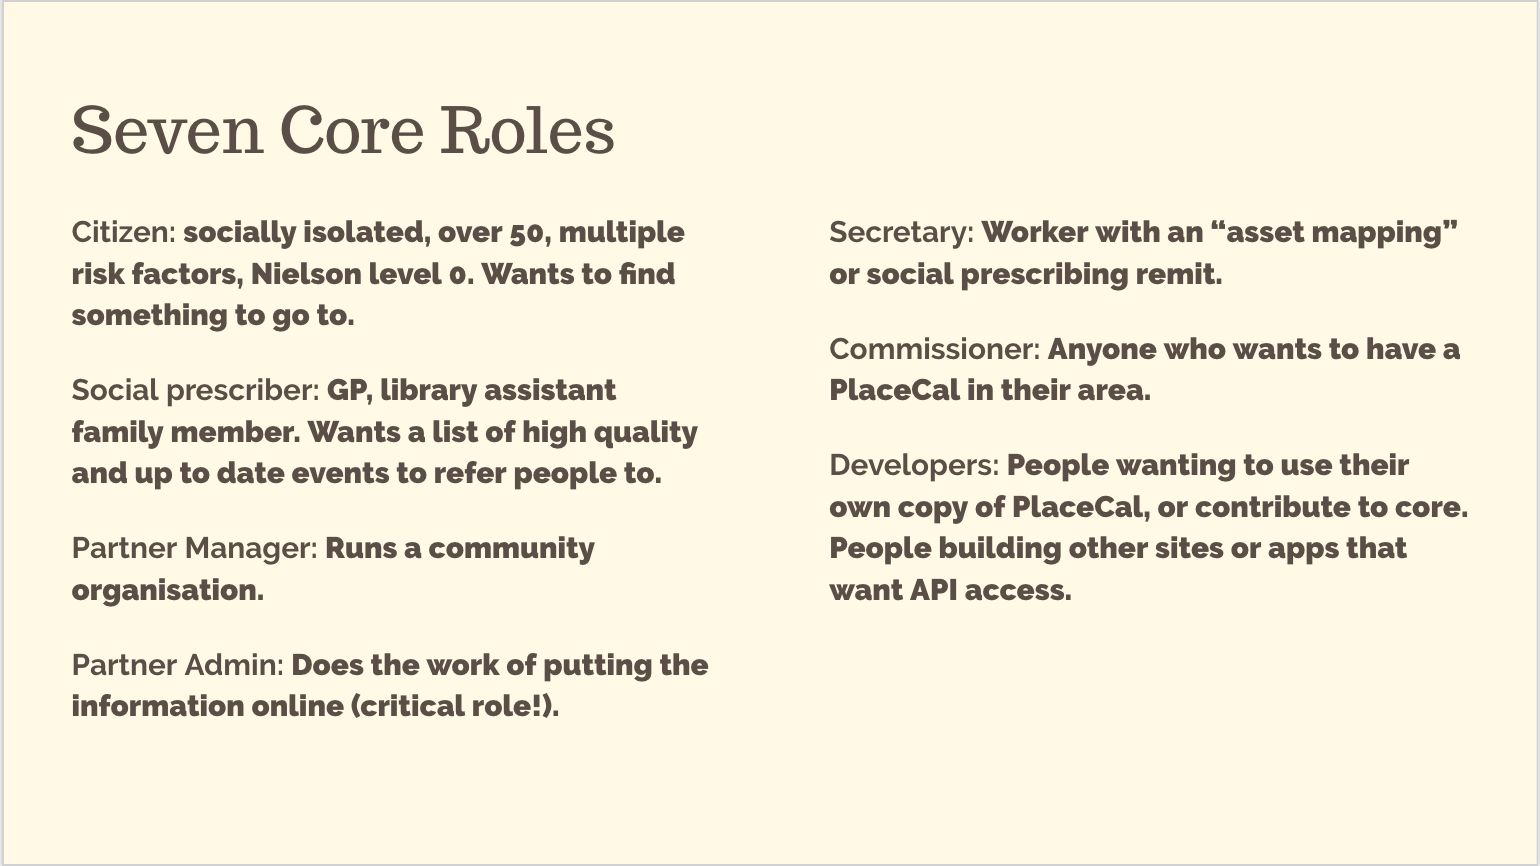 Seven Core Roles
Citizen: socially isolated, over 50, multiple
risk factors, Nielson level 0. Wants to find
something to go to.
Social prescriber: GP, library assistant
family member. Wants a list of high quality
and up to date events to refer people to.
Partner Manager: Runs a community
organisation.
Partner Admin: Does the work of putting the
information online (critical role!).
Secretary: Worker with an “asset mapping”
or social prescribing remit.
Commissioner: Anyone who wants to have a
PlaceCal in their area.
Developers: People wanting to use their
own copy of PlaceCal, or contribute to core.
People building other sites or apps that
want API access.